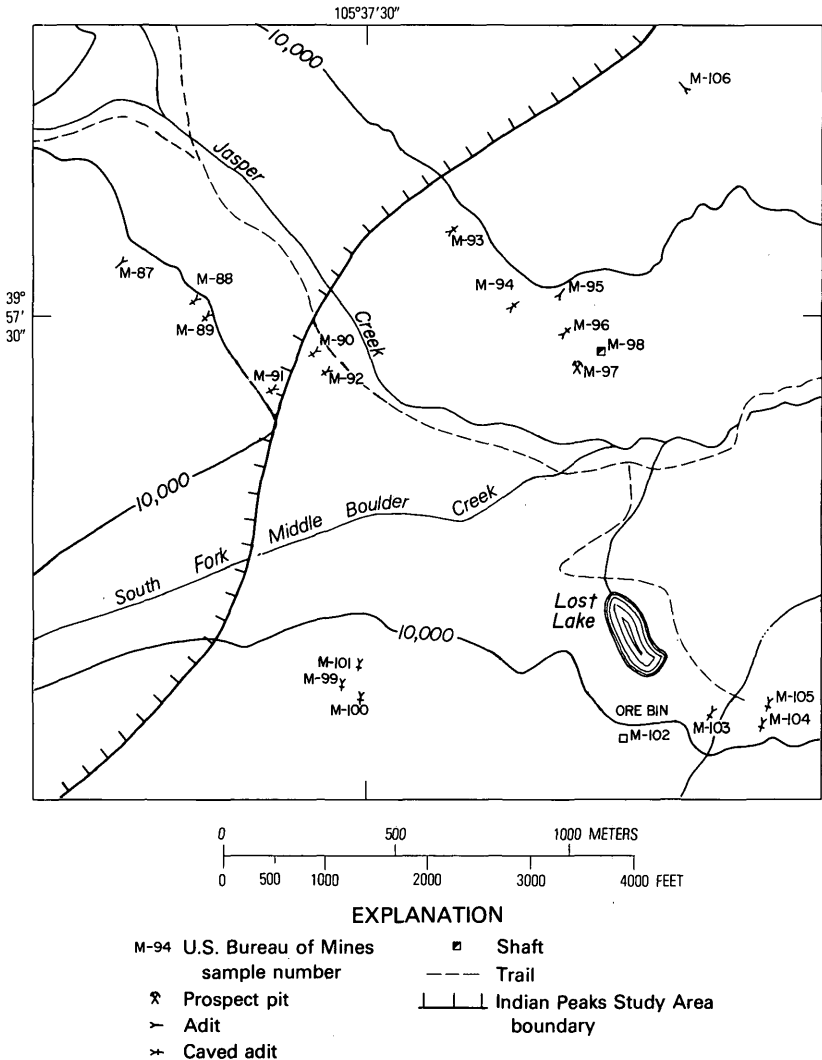 105°37'30"
10,000
M-106
Jasper
M-93
M-87
M-88
M-94
M-95
39°
57'
30"
M-89
Creek
M-96
M-90
M-98
M-97
M-91
M-92
10,000
South Fork Middle Boulder Creek
Lost
Lake
10,000
M-101
M-99
M-100
ORE BIN
M-105
M-103
M-104
M-102
0 500 1000 METERS
0 500 1000 2000 3000 4000 FEET
EXPLANATION
M-94 U.S. Bureau of Mines
sample number
Prospect pit
Adit
Caved adit
Shaft
Trail
Indian Peaks Study Area
boundary